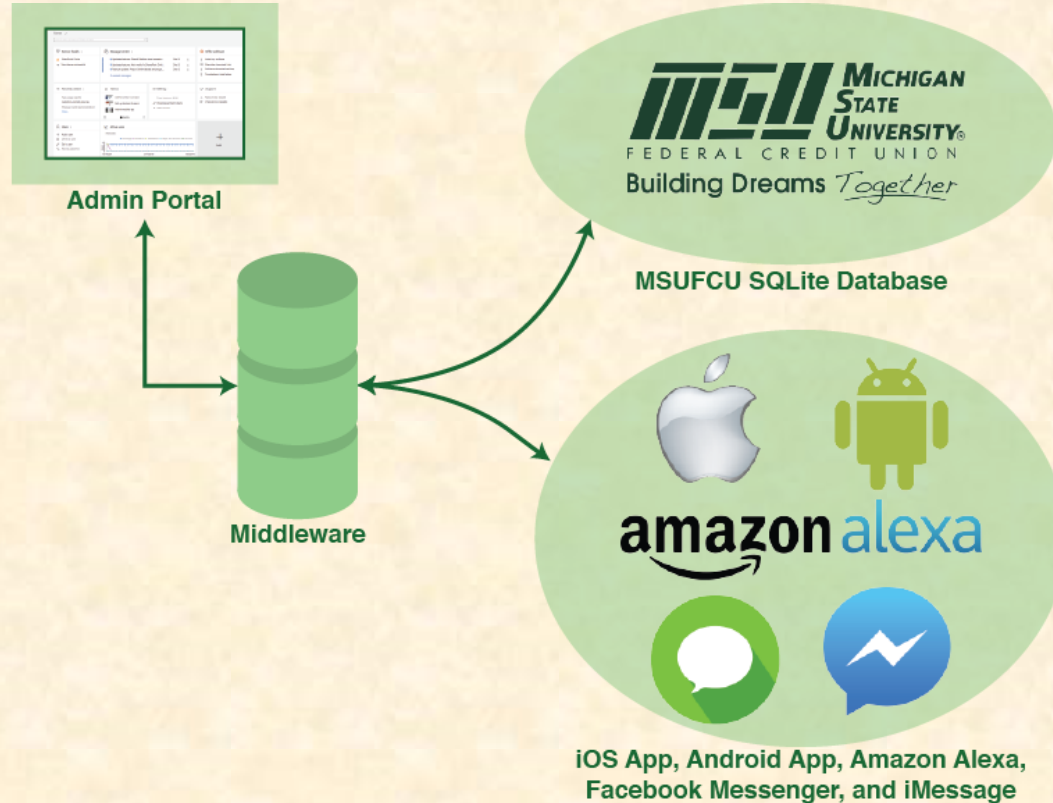 Admin Portal
MICHIGAN
STATE
UNIVERSITY®
FEDERAL CREDIT UNION
Building Dreams Together
MSUFCU SQLite Database
Middleware
amazon alexa
iOS App, Android App, Amazon Alexa,
Facebook Messenger, and iMessage